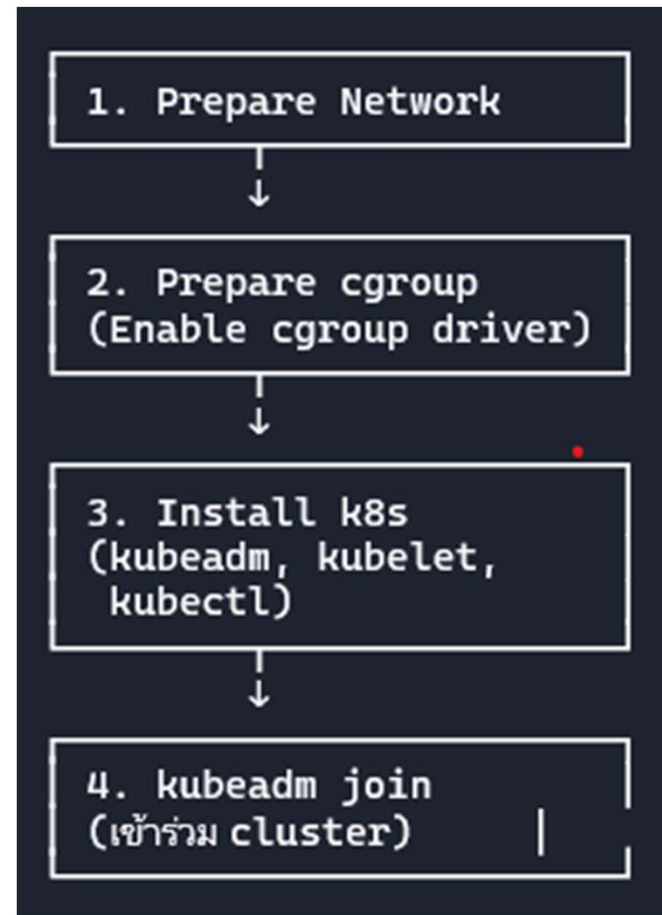 1. Prepare Network
2. Prepare cgroup
(Enable cgroup driver)
3. Install k8s
(kubeadm, kubelet,
kubectl)
4. kubeadm join
(เข้าร่วม cluster)